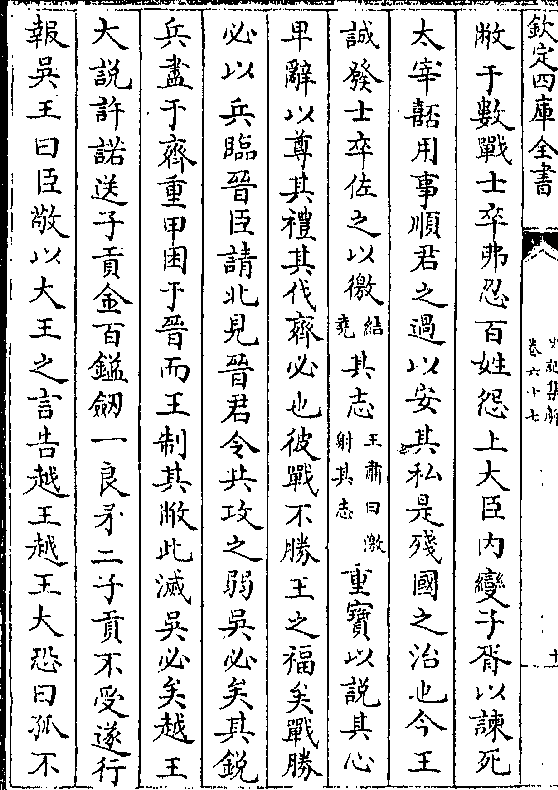 欽定四庫全書
卷六十七
敝于數戰士卒弗忍百姓怨上大臣内變子胥以諫死
太宰嚭用事順君之過以安其私是殘國之治也今王
誠發士卒佐之以徼結堯其志王肅曰激射其志重寶以説其心
卑辭以尊其禮其伐齊必也彼戰不勝王之福矣戰勝
必以兵臨晉臣請北見晉君令共攻之弱吳必矣其鋭
兵盡于齊重甲困于晉而王制其敝此滅吳必矣越王
大説許諾送子貢金百鎰劒一良矛二子貢不受遂行
報吳王曰臣敬以大王之言告越王越王大恐曰孤不